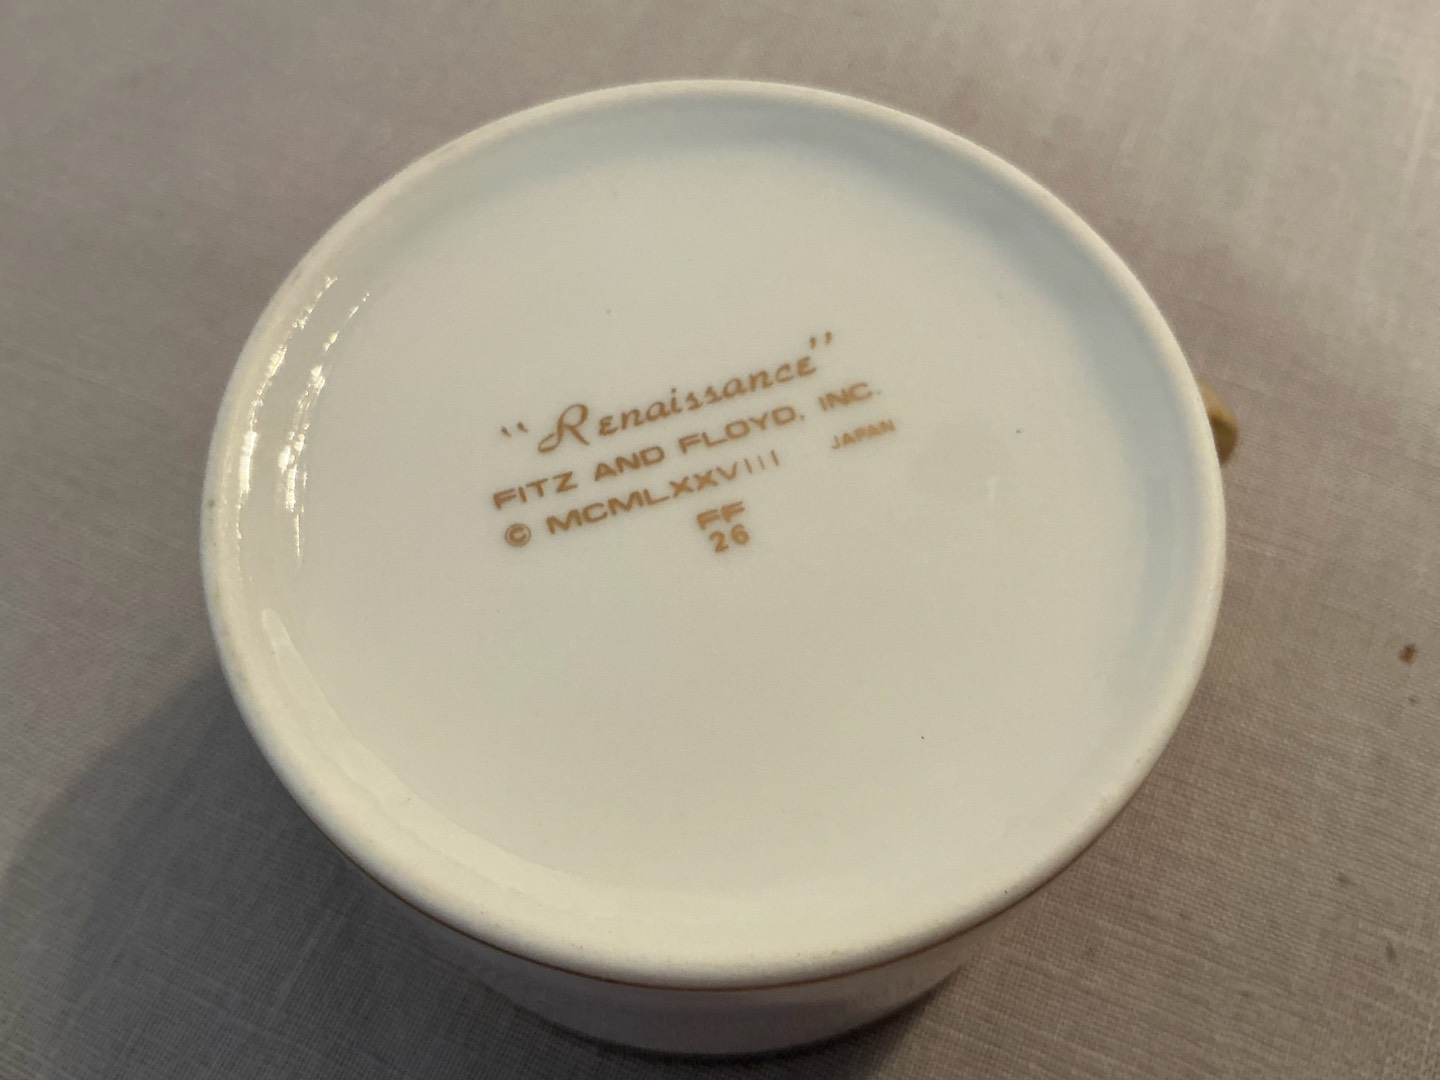 "Renaissance"
FITZ AND FLOYD, INC.
© MCMLXXVIII JAPAN
FF
26